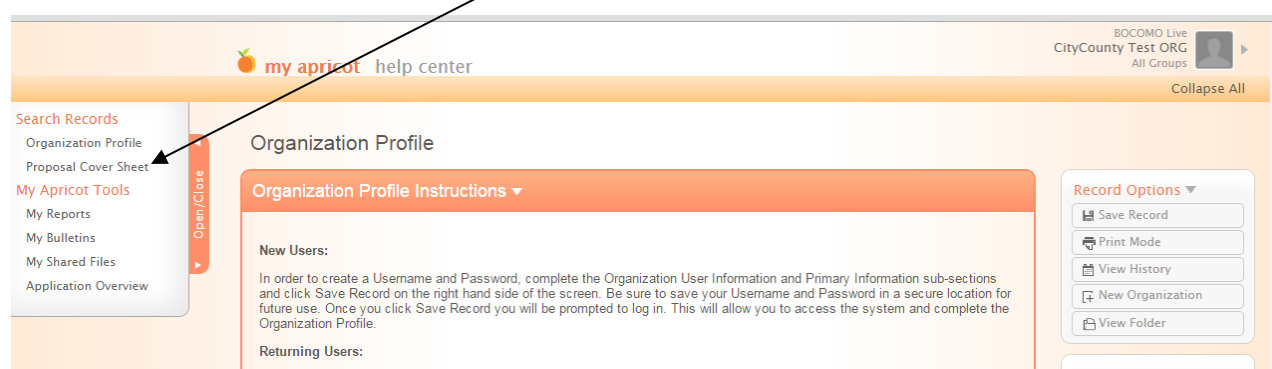 BOCOMO Live
CityCounty Test ORG
All Groups
my apricot help center
Collapse All
Search Records
Organization Profile
Proposal Cover Sheet
My Apricot Tools
My Reports
My Bulletins
My Shared Files
Application Overview
Open/Close
Organization Profile
Organization Profile Instructions
New Users:
In order to create a Username and Password, complete the Organization User Information and Primary Information sub-sections
and click Save Record on the right hand side of the screen. Be sure to save your Username and Password in a secure location for
future use. Once you click Save Record you will be prompted to log in. This will allow you to access the system and complete the
Organization Profile.
Returning Users:
Record Options
Save Record
Print Mode
View History
New Organization
View Folder